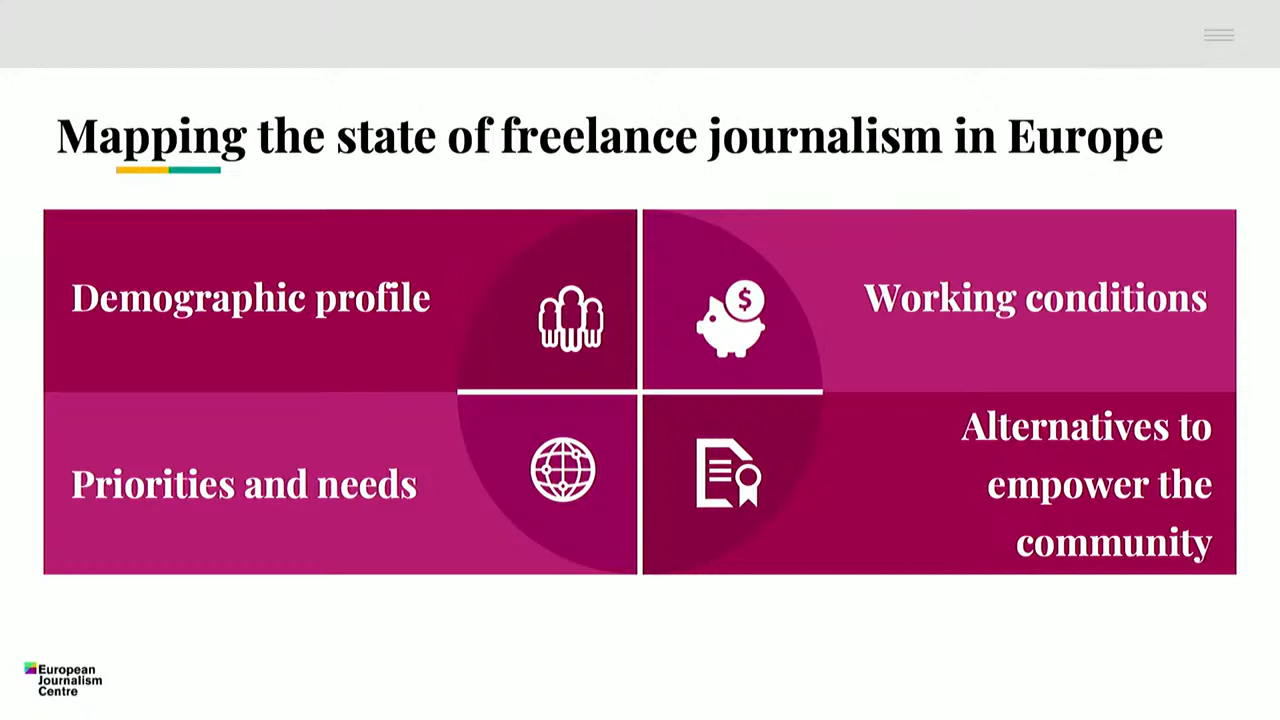 Mapping the state of freelance journalism in Europe
Demographic profile
$
Working conditions
Priorities and needs
Alternatives to
empower the
community
European
Journalism
Centre